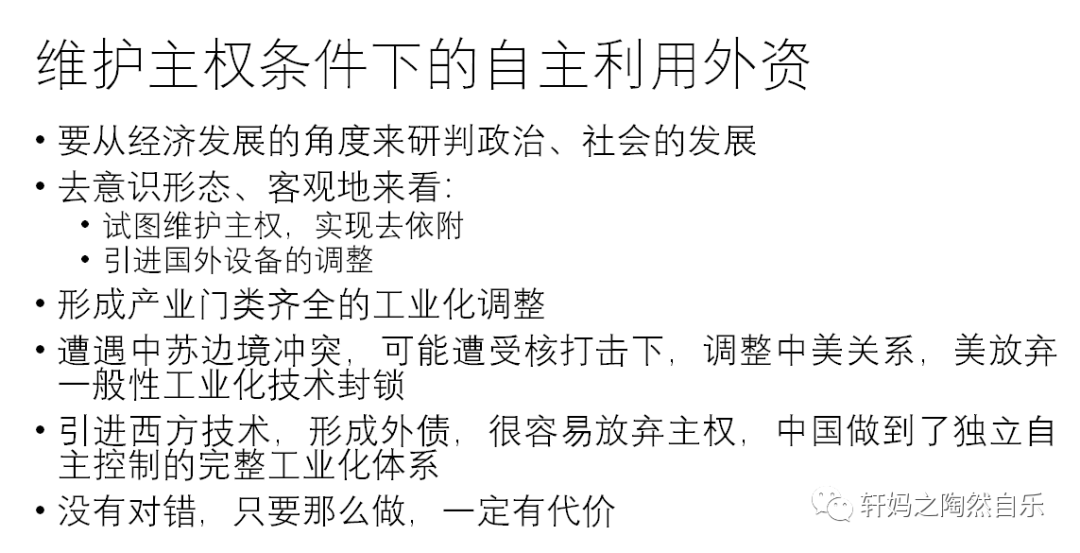 维护主权条件下的自主利用外资
• 要从经济发展的角度来研判政治、社会的发展
• 去意识形态、客观地来看:
• 试图维护主权，实现去依附
• 引进国外设备的调整
• 形成产业门类齐全的工业化调整
• 遭遇中苏边境冲突，可能遭受核打击下，调整中美关系，美放弃
一般性工业化技术封锁
• 引进西方技术，形成外债，很容易放弃主权，中国做到了独立自
主控制的完整工业化体系
• 没有对错，只要那么做，一定有代价
轩妈之陶然自乐